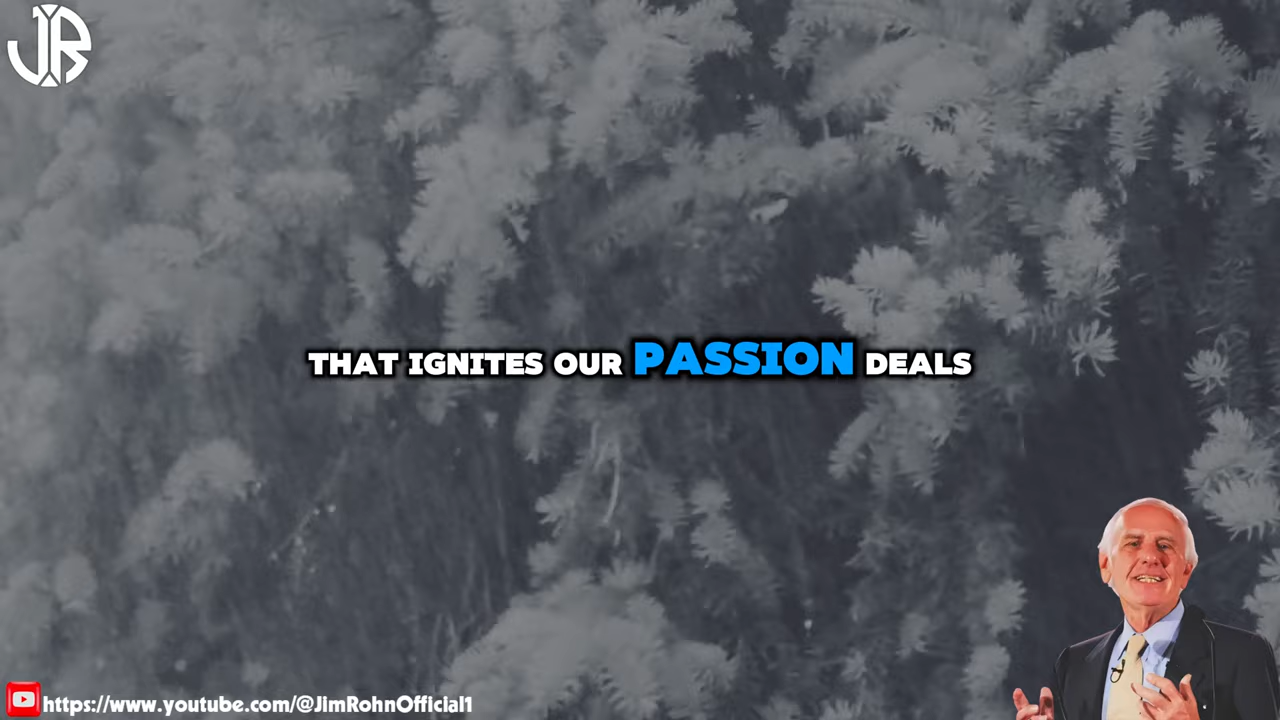 JR
THAT IGNITES OUR PASSION DEALS
https://www.youtube.com/@JimRohnOfficial1